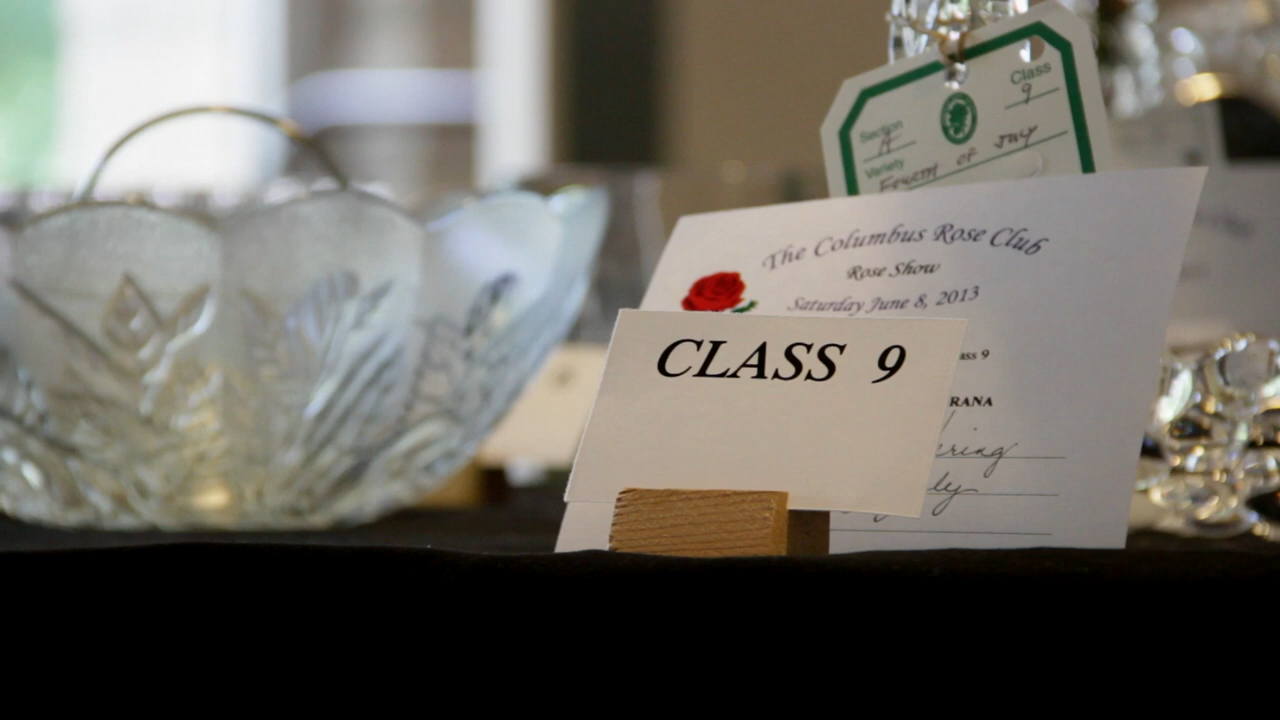 Class
9
Section
A
Variety
Fourth of July
The Columbus Rose Club
Rose Show
Saturday June 8, 2013
CLASS 9
ass 9
RANA
ering
ly